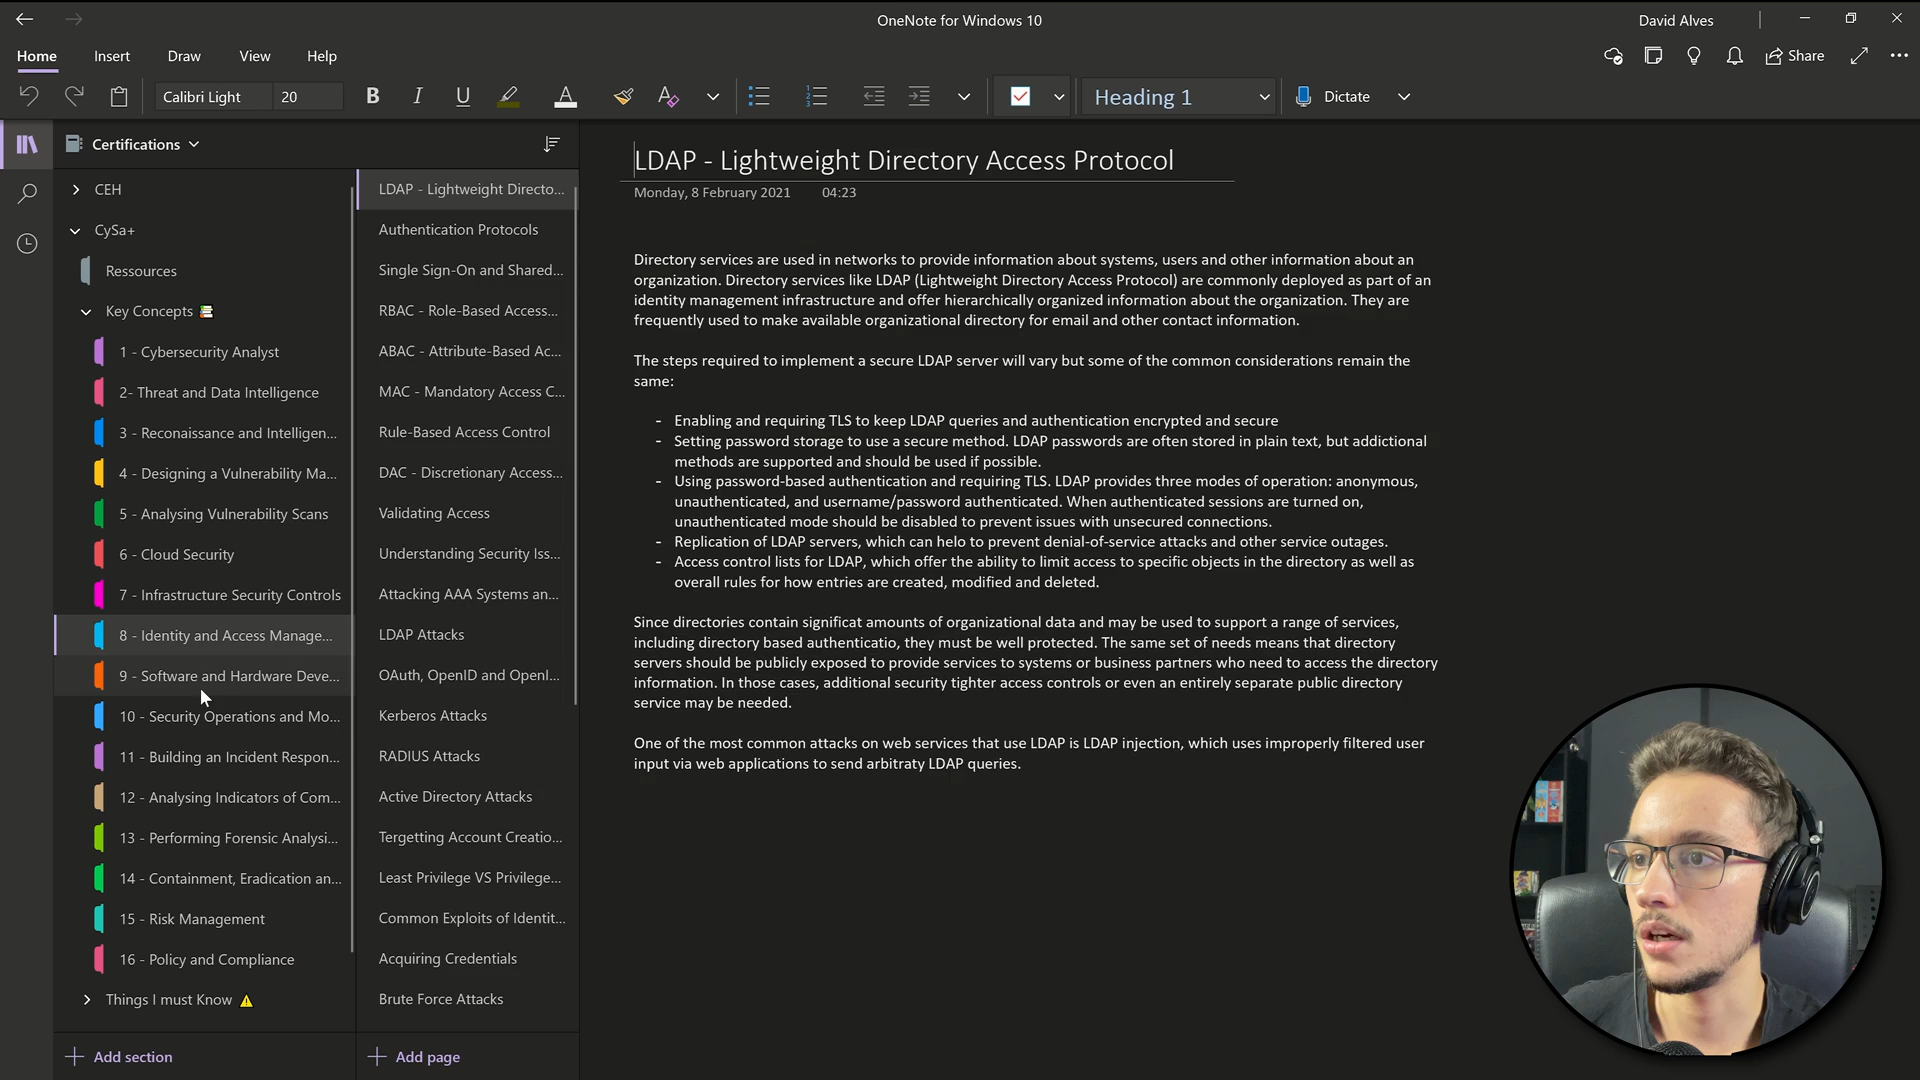 OneNote for Windows 10
David Alves
Home
Insert
Draw
View
Help
Share
Calibri Light
20
B
I
U
A
Heading 1
Dictate
Certifications
CEH
CySa+
Ressources
Key Concepts
1 - Cybersecurity Analyst
2- Threat and Data Intelligence
3 - Reconaissance and Intelligen...
4 - Designing a Vulnerability Ma...
5 - Analysing Vulnerability Scans
6 - Cloud Security
7 - Infrastructure Security Controls
8 - Identity and Access Manage...
9 - Software and Hardware Deve...
10 - Security Operations and Mo...
11 - Building an Incident Respon...
12 - Analysing Indicators of Com...
13 - Performing Forensic Analysi...
14 - Containment, Eradication an...
15 - Risk Management
16 - Policy and Compliance
Things I must Know
Add section
LDAP - Lightweight Directo...
Authentication Protocols
Single Sign-On and Shared...
RBAC - Role-Based Access...
ABAC - Attribute-Based Ac...
MAC - Mandatory Access C...
Rule-Based Access Control
DAC - Discretionary Access...
Validating Access
Understanding Security Iss...
Attacking AAA Systems an...
LDAP Attacks
OAuth, OpenID and OpenI...
Kerberos Attacks
RADIUS Attacks
Active Directory Attacks
Tergetting Account Creatio...
Least Privilege VS Privilege...
Common Exploits of Identit...
Acquiring Credentials
Brute Force Attacks
Add page
LDAP - Lightweight Directory Access Protocol
Monday, 8 February 2021 04:23
Directory services are used in networks to provide information about systems, users and other information about an
organization. Directory services like LDAP (Lightweight Directory Access Protocol) are commonly deployed as part of an
identity management infrastructure and offer hierarchically organized information about the organization. They are
frequently used to make available organizational directory for email and other contact information.
The steps required to implement a secure LDAP server will vary but some of the common considerations remain the
same:
- Enabling and requiring TLS to keep LDAP queries and authentication encrypted and secure
- Setting password storage to use a secure method. LDAP passwords are often stored in plain text, but addictional
methods are supported and should be used if possible.
- Using password-based authentication and requiring TLS. LDAP provides three modes of operation: anonymous,
unauthenticated, and username/password authenticated. When authenticated sessions are turned on,
unauthenticated mode should be disabled to prevent issues with unsecured connections.
- Replication of LDAP servers, which can helo to prevent denial-of-service attacks and other service outages.
- Access control lists for LDAP, which offer the ability to limit access to specific objects in the directory as well as
overall rules for how entries are created, modified and deleted.
Since directories contain significat amounts of organizational data and may be used to support a range of services,
including directory based authenticatio, they must be well protected. The same set of needs means that directory
servers should be publicly exposed to provide services to systems or business partners who need to access the directory
information. In those cases, additional security tighter access controls or even an entirely separate public directory
service may be needed.
One of the most common attacks on web services that use LDAP is LDAP injection, which uses improperly filtered user
input via web applications to send arbitraty LDAP queries.